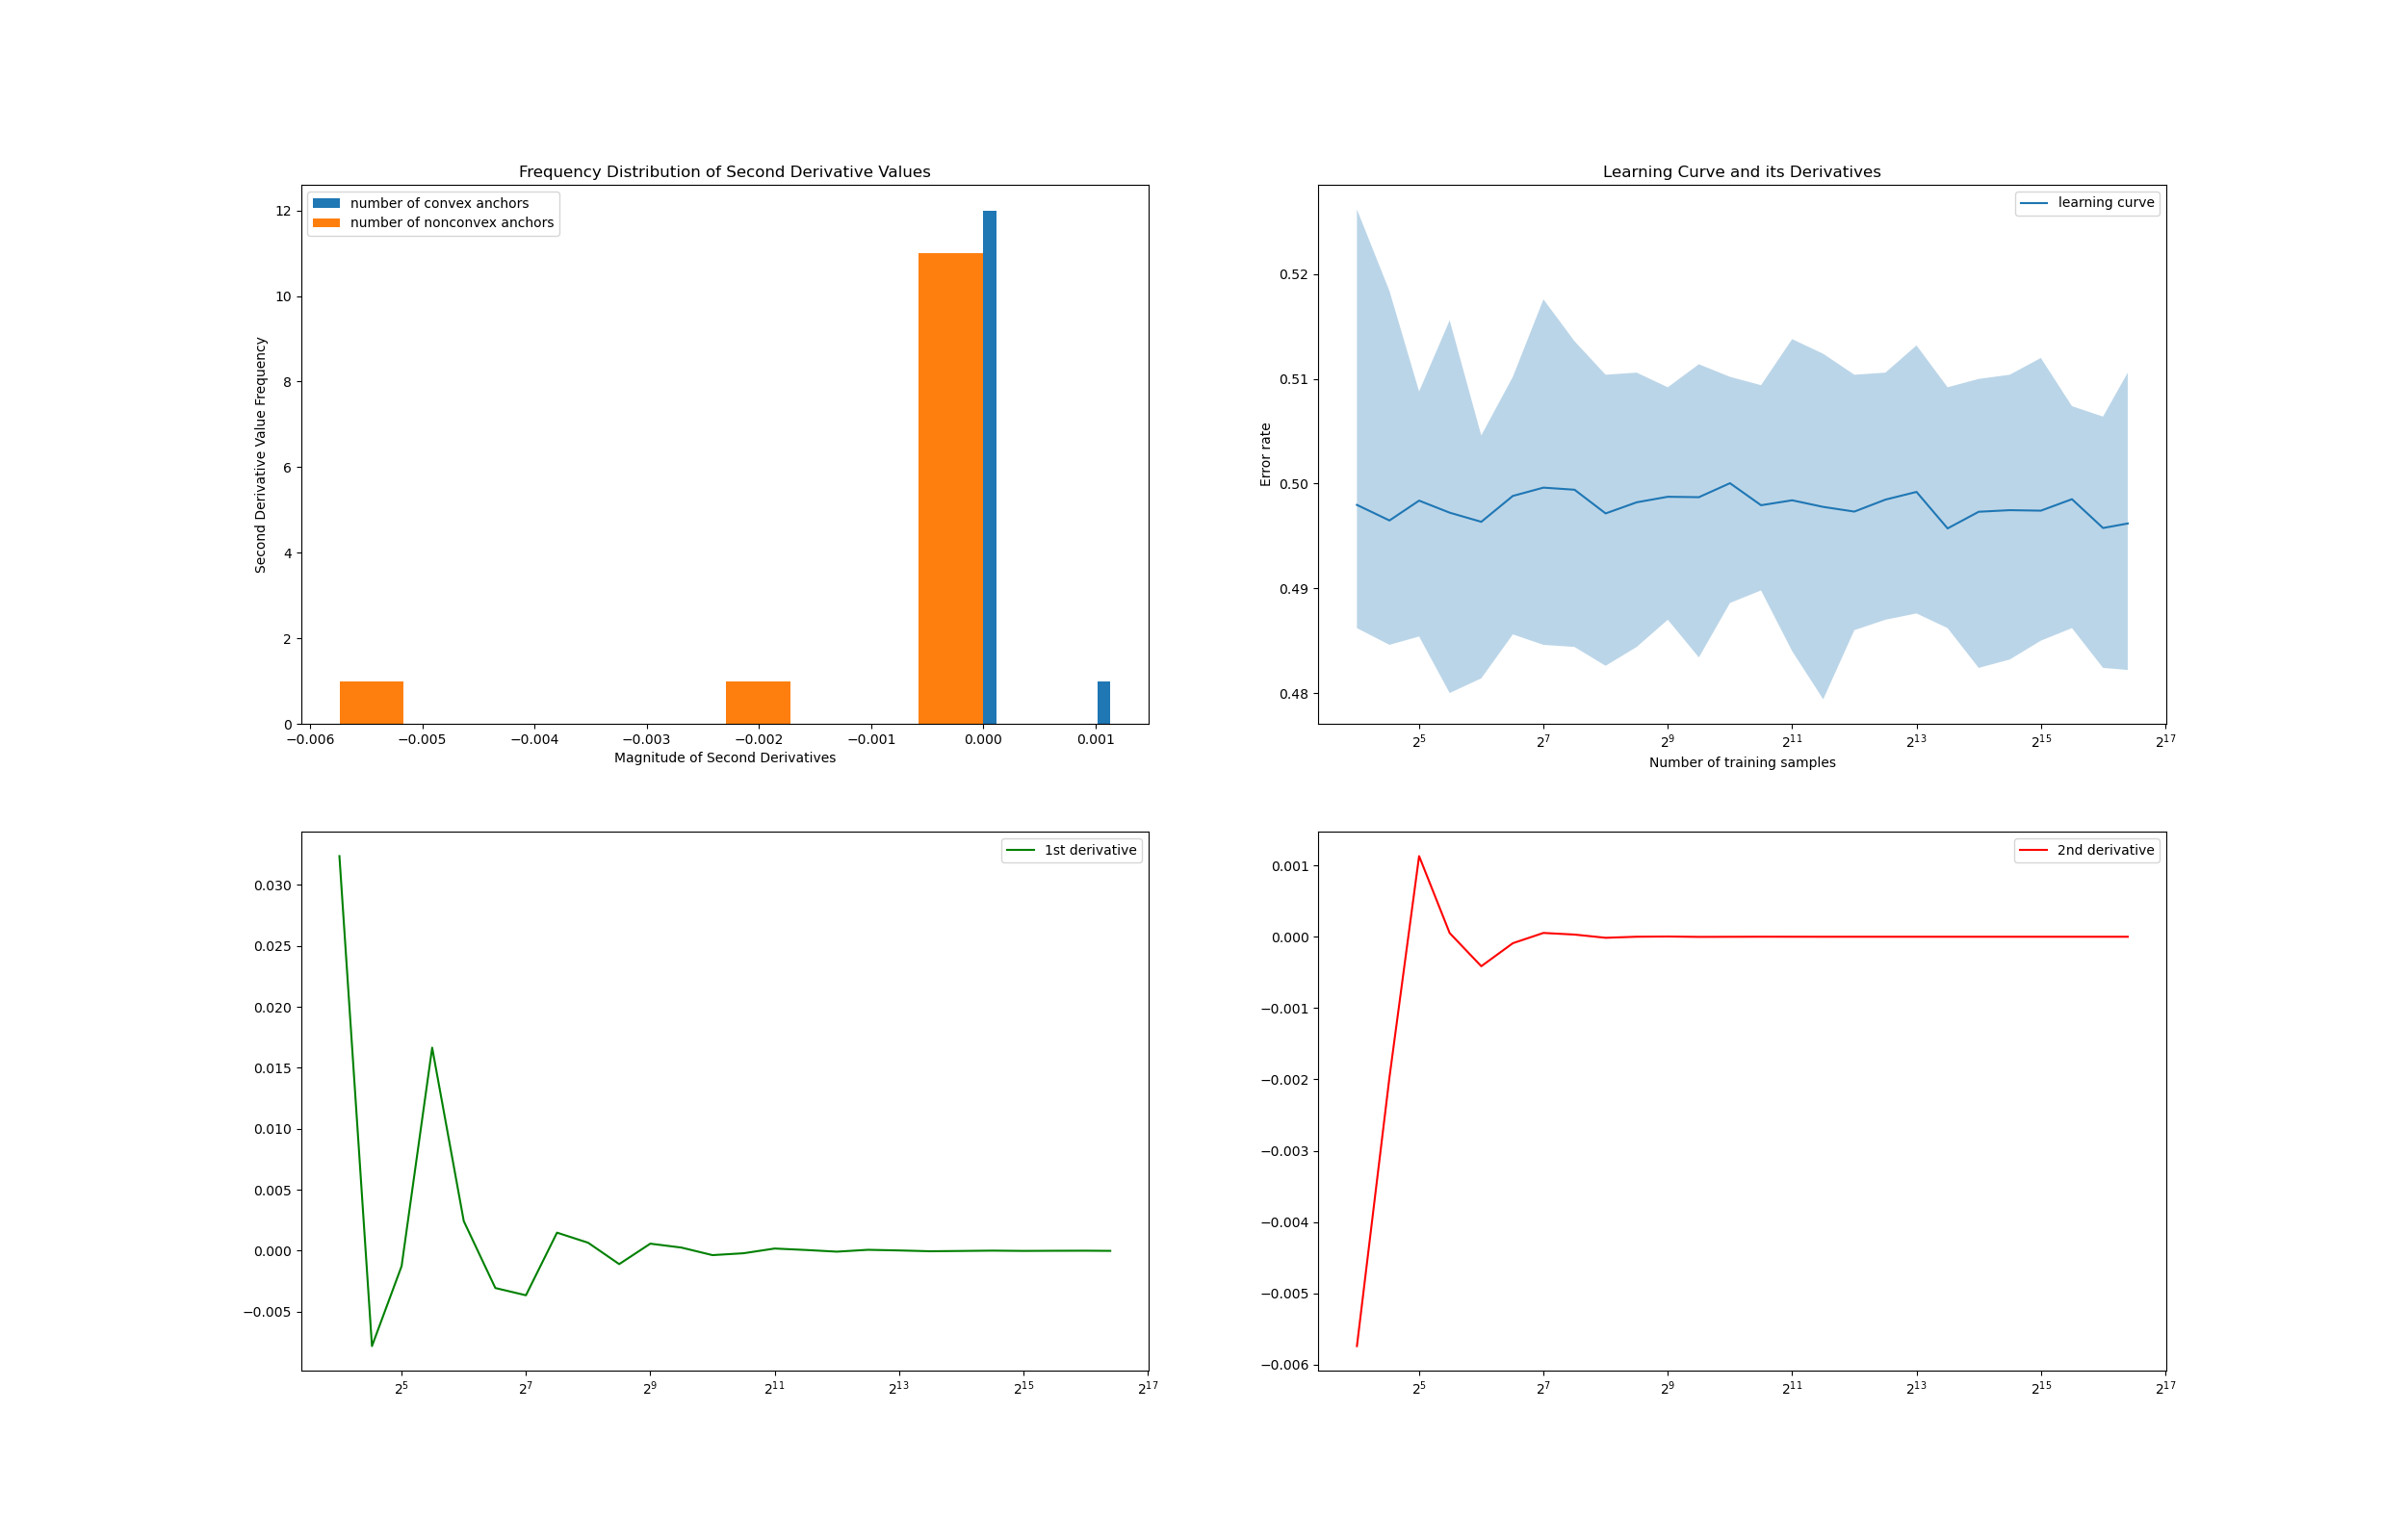 Frequency Distribution of Second Derivative Values
number of convex anchors
number of nonconvex anchors
Second Derivative Value Frequency
12
10
8
6
4
2
0
−0.006 −0.005 −0.004 −0.003 −0.002 −0.001 0.000 0.001
Magnitude of Second Derivatives
Learning Curve and its Derivatives
learning curve
Error rate
0.52
0.51
0.50
0.49
0.48
2^5 2^7 2^9 2^11 2^13 2^15 2^17
Number of training samples
1st derivative
0.030
0.025
0.020
0.015
0.010
0.005
0.000
−0.005
2^5 2^7 2^9 2^11 2^13 2^15 2^17
2nd derivative
0.001
0.000
−0.001
−0.002
−0.003
−0.004
−0.005
−0.006
2^5 2^7 2^9 2^11 2^13 2^15 2^17